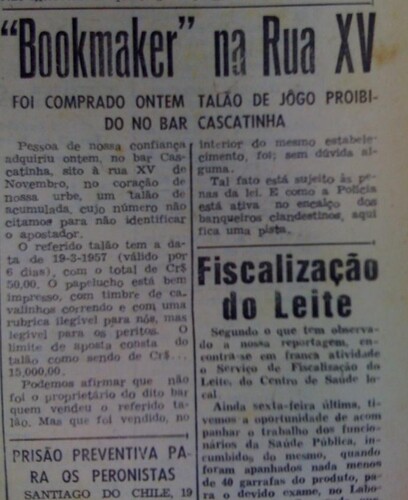 "Bookmaker" na Rua XV
FOI COMPRADO ONTEM TALÃO DE JÔGO PROIBI-
DO NO BAR CASCATINHA
Pessoa de nossa confiança
adquiriu ontem, no bar Cas-
catinha, sito à rua XV de
Novembro, no coração de
nossa urbe, um talão de
acumulada, cujo número não
citamos para não identificar
o apostador.
O referido talão tem a da-
ta de 19-3-1957 (válido por
6 dias), com o total de Cr$
50,00. O papelucho está bem
impresso, com timbre de ca-
valinhos correndo e com uma
rubrica ilegível para nós, mas
legível para os peritos. O
limite de aposta consta do
talão como sendo de Cr$...
15,000,00.
Podemos afirmar que não
foi o proprietário do dito bar
quem vendeu o referido ta-
lão. Mas que foi vendido, no
interior do mesmo estabele-
cimento, foi; sem dúvida al-
guma.
Tal fato está sujeito às pe-
nas da lei. E como a Polícia
está ativa no encalço dos
banqueiros clandestinos, aqui
fica uma pista.
PRISÃO PREVENTIVA PA-
RA OS PERONISTAS
SANTIAGO DO CHILE, 19
Fiscalização
do Leite
Segundo o que tem observa-
do a nossa reportagem, en-
contra-se em franca atividade
o Serviço de Fiscalização do
Leite, do Centro de Saúde lo-
cal.
Ainda sexta-feira última, ti-
vemos a oportunidade de acom-
panhar o trabalho dos funcio-
nários da Saúde Pública, in-
cumbido do mesmo, quando
foram apanhados nada menos
de 40 garrafas do produto, pa-
ra o devido exame, no Labo-